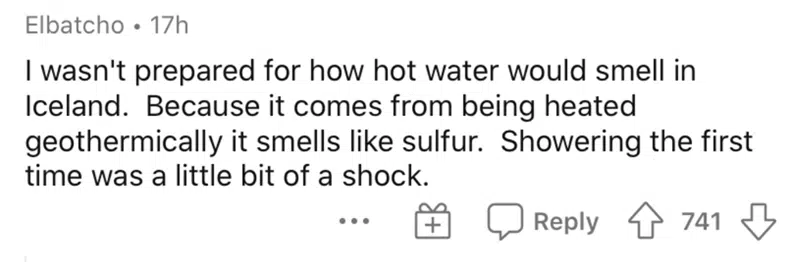 Elbatcho • 17h
I wasn't prepared for how hot water would smell in
Iceland.  Because it comes from being heated
geothermically it smells like sulfur.  Showering the first
time was a little bit of a shock.
••• Reply 741